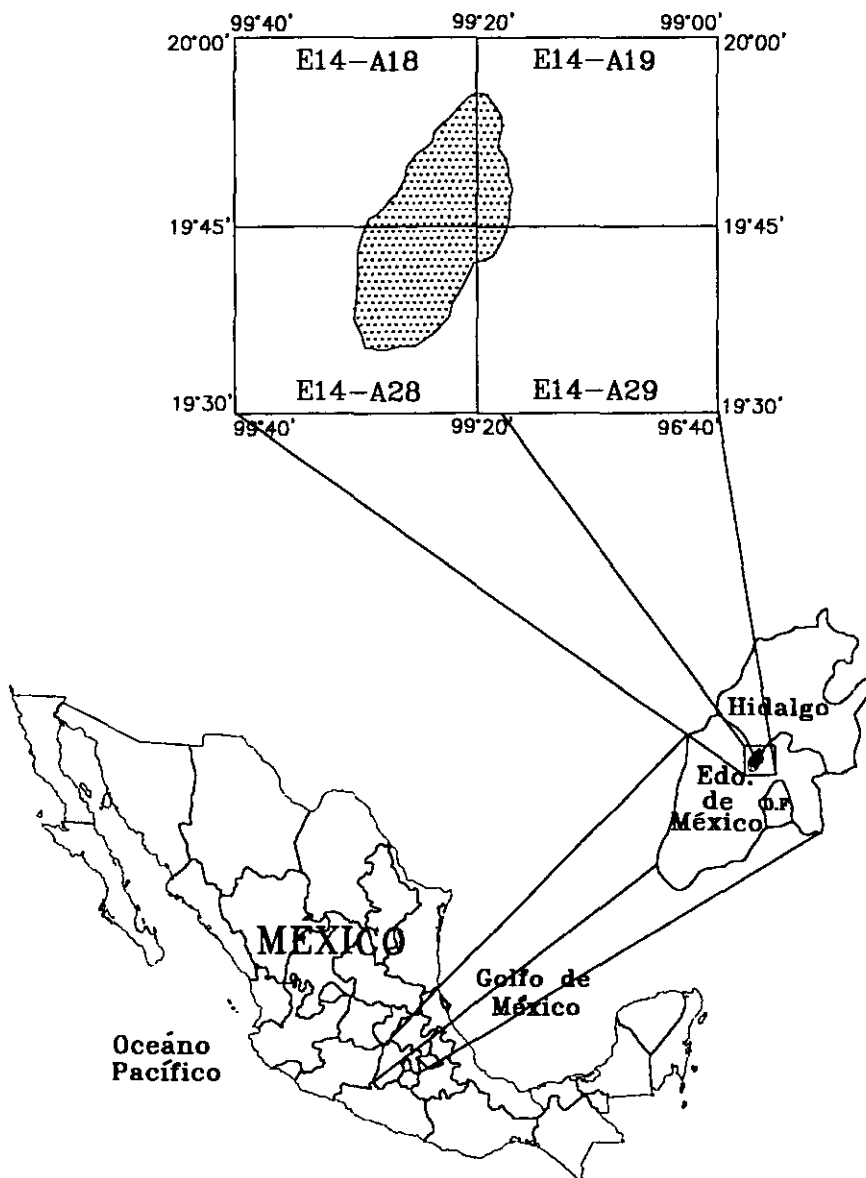 99°40' 99°20' 99°00'
20°00' E14-A18 E14-A19 20°00'
19°45' 19°45'
E14-A28 E14-A29
19°30' 19°30'
99°40' 99°20' 96°40'
Hidalgo
Edo.
de
México
D.F
MEXICO
Golfo de
México
Oceáno
Pacífico